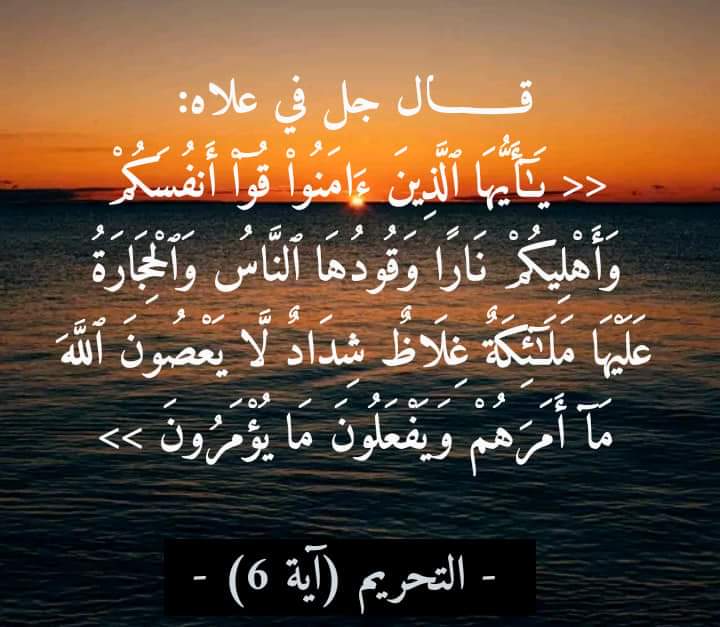 قـــــال جل في علاه:
<< يَـٰٓأَيُّهَا ٱلَّذِينَ ءَامَنُوا۟ قُوٓا۟ أَنفُسَكُمْ
وَأَهْلِيكُمْ نَارًا وَقُودُهَا ٱلنَّاسُ وَٱلْحِجَارَةُ
عَلَيْهَا مَلَـٰٓئِكَةٌ غِلَاظٌ شِدَادٌ لَّا يَعْصُونَ ٱللَّهَ
مَآ أَمَرَهُمْ وَيَفْعَلُونَ مَا يُؤْمَرُونَ >>
- التحريم (آية 6) -